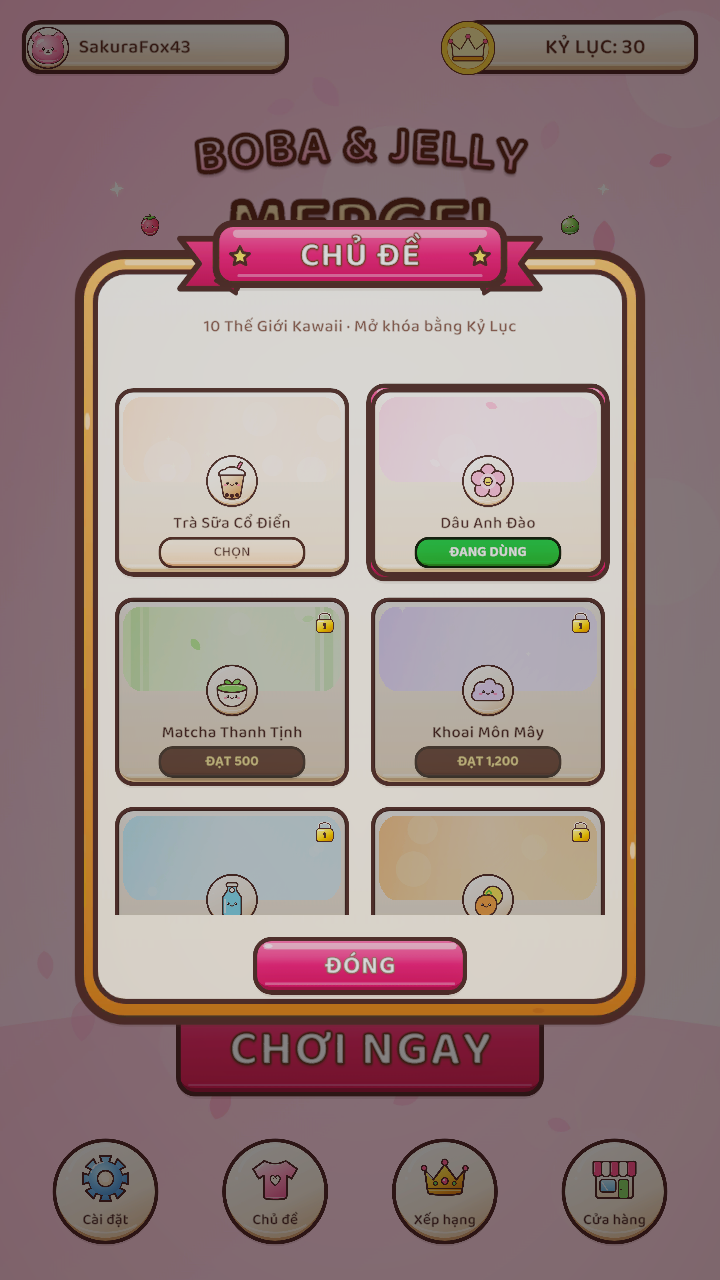 SakuraFox43
KỶ LỤC: 30
BOBA & JELLY
MERGE!
CHỦ ĐỀ
10 Thế Giới Kawaii · Mở khóa bằng Kỷ Lục
Trà Sữa Cổ Điển
CHỌN
Dâu Anh Đào
ĐANG DÙNG
Matcha Thanh Tịnh
ĐẠT 500
Khoai Môn Mây
ĐẠT 1,200
ĐÓNG
CHƠI NGAY
Cài đặt
Chủ đề
Xếp hạng
Cửa hàng